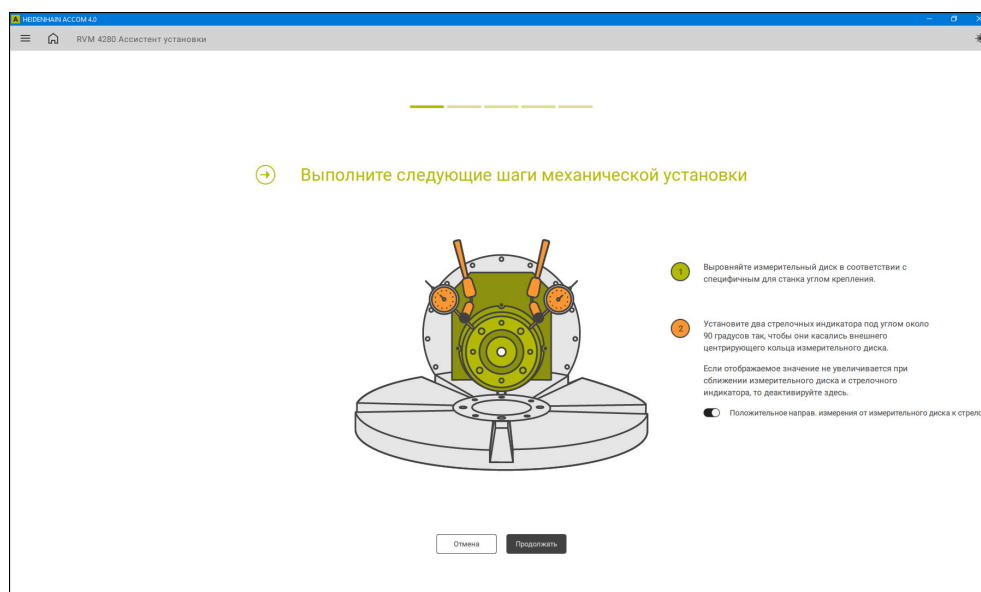 HEIDENHAIN ACCOM 4.0
RVM 4280 Ассистент установки
Выполните следующие шаги механической установки
1
Выровняйте измерительный диск в соответствии с
специфичным для станка углом крепления.
2
Установите два стрелочных индикатора под углом около
90 градусов так, чтобы они касались внешнего
центрирующего кольца измерительного диска.
Если отображаемое значение не увеличивается при
сближении измерительного диска и стрелочного
индикатора, то деактивируйте здесь.
Положительное направ. измерения от измерительного диска к стрело
Отмена
Продолжать